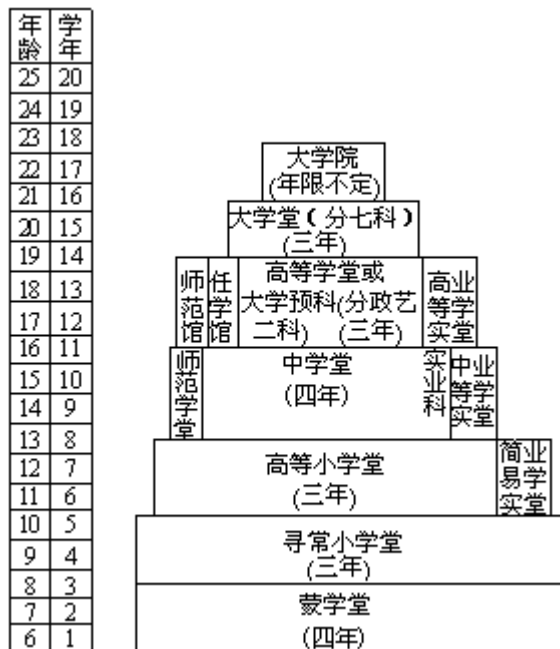 年龄 学年
25 20
24 19
23 18
22 17
21 16
20 15
19 14
18 13
17 12
16 11
15 10
14 9
13 8
12 7
11 6
10 5
9 4
8 3
7 2
6 1
大学院
(年限不定)
大学堂(分七科)
(三年)
师范馆
任学馆
高等学堂或
大学预科(分政艺
二科) (三年)
高等实业学堂
师范学堂
中学堂
(四年)
实业科
中等实业学堂
高等小学堂
(三年)
简易实业学堂
寻常小学堂
(三年)
蒙学堂
(四年)